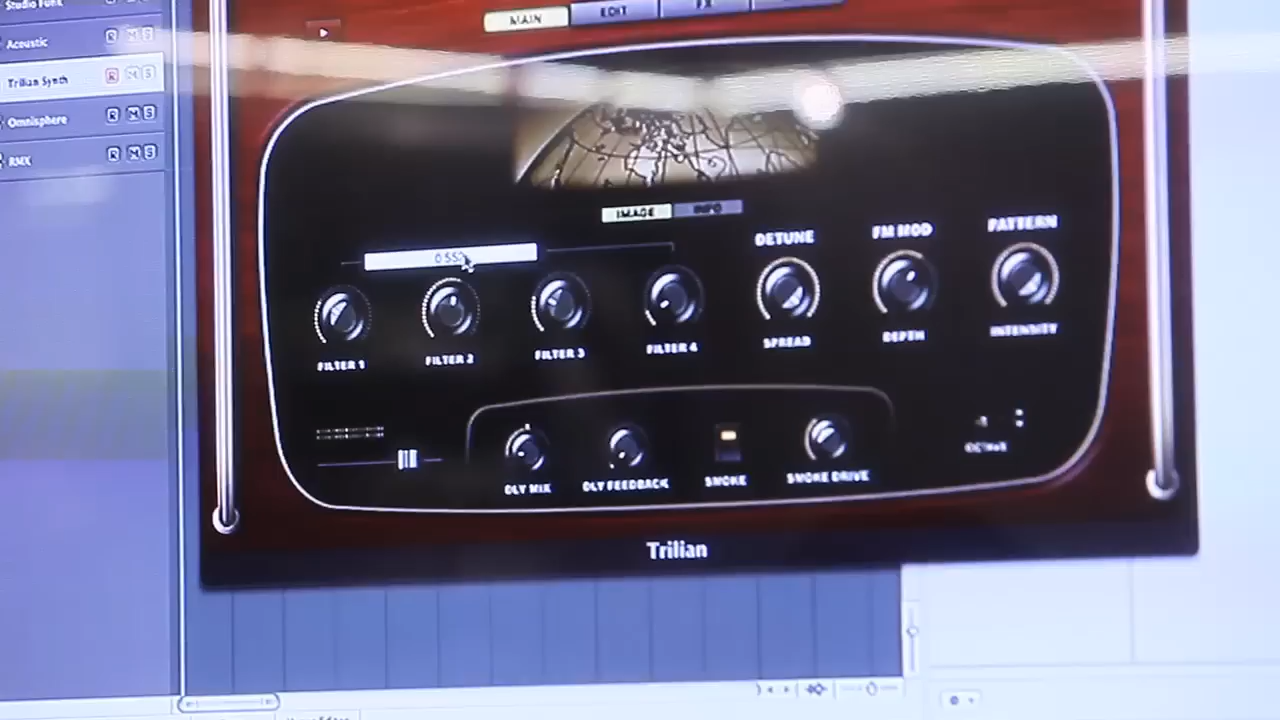 Studio Funk
MAIN
EDIT
FX
Acoustic
R M S
Trilian Synth
R M S
Omnisphere
R M S
RMX
R M S
IMAGE
INFO
DETUNE
FM MOD
PATTERN
FILTER 1
FILTER 2
FILTER 3
FILTER 4
SPREAD
DEPTH
INTENSITY
-1
OCTAVE
DLY MIX
DLY FEEDBACK
SMOKE
SMOKE DRIVE
Trilian